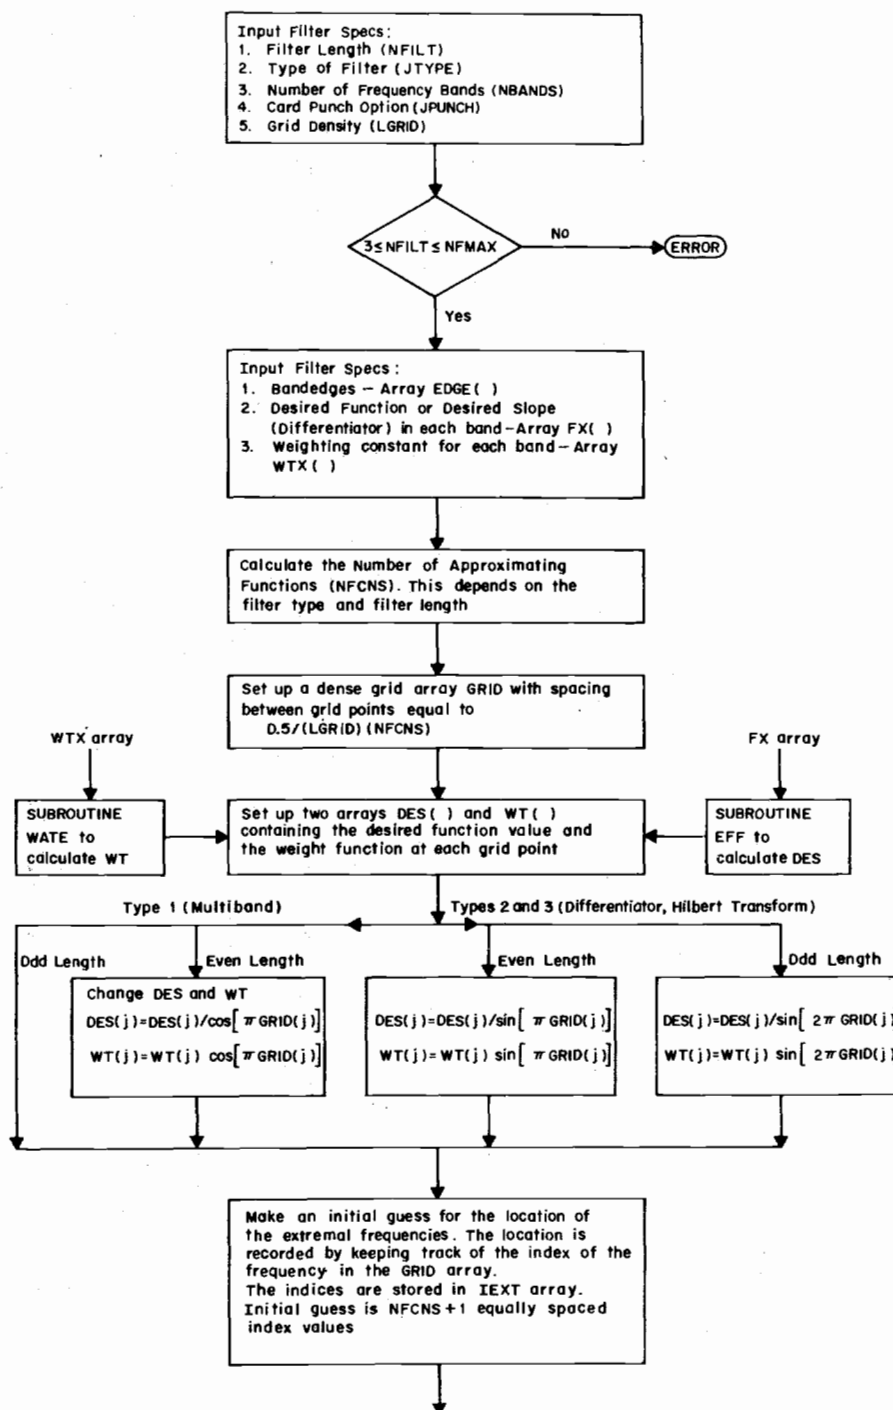 Input Filter Specs:
1. Filter Length (NFILT)
2. Type of Filter (JTYPE)
3. Number of Frequency Bands (NBANDS)
4. Card Punch Option (JPUNCH)
5. Grid Density (LGRID)
3≤NFILT≤NFMAX
No
ERROR
Yes
Input Filter Specs:
1. Bandedges – Array EDGE( )
2. Desired Function or Desired Slope
(Differentiator) in each band–Array FX( )
3. Weighting constant for each band–Array
WTX( )
Calculate the Number of Approximating
Functions (NFCNS). This depends on the
filter type and filter length
Set up a dense grid array GRID with spacing
between grid points equal to
0.5/(LGRID)(NFCNS)
WTX array
FX array
SUBROUTINE
WATE to
calculate WT
Set up two arrays DES( ) and WT( )
containing the desired function value and
the weight function at each grid point
SUBROUTINE
EFF to
calculate DES
Type 1 (Multiband)
Types 2 and 3 (Differentiator, Hilbert Transform)
Odd Length
Even Length
Even Length
Odd Length
Change DES and WT
DES(j)=DES(j)/cos[πGRID(j)]
WT(j)=WT(j) cos[πGRID(j)]
DES(j)=DES(j)/sin[πGRID(j)]
WT(j)=WT(j) sin[πGRID(j)]
DES(j)=DES(j)/sin[2πGRID(j)
WT(j)=WT(j) sin[2πGRID(j)
Make an initial guess for the location of
the extremal frequencies. The location is
recorded by keeping track of the index of the
frequency in the GRID array.
The indices are stored in IEXT array.
Initial guess is NFCNS+1 equally spaced
index values